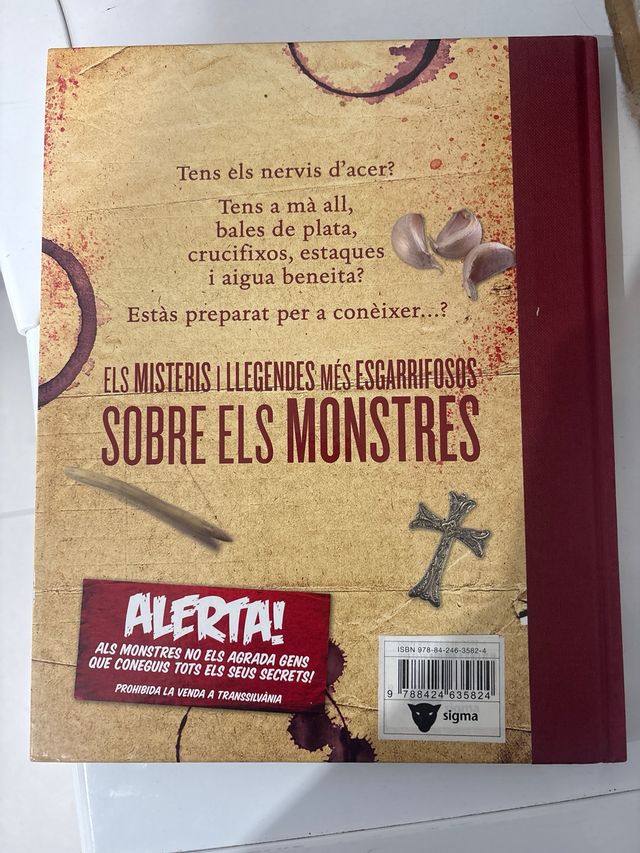 Tens els nervis d'acer?
Tens a mà all,
bales de plata,
crucifixos, estaques
i aigua beneita?
Estàs preparat per a conèixer...?
ELS MISTERIS I LLEGENDES MÉS ESGARRIFOSOS
SOBRE ELS MONSTRES
ALERTA!
ALS MONSTRES NO ELS AGRADA GENS
QUE CONEGUIS TOTS ELS SEUS SECRETS!
PROHIBIDA LA VENDA A TRANSSILVÀNIA
ISBN 978-84-246-3582-4
9 788424 635824
sigma